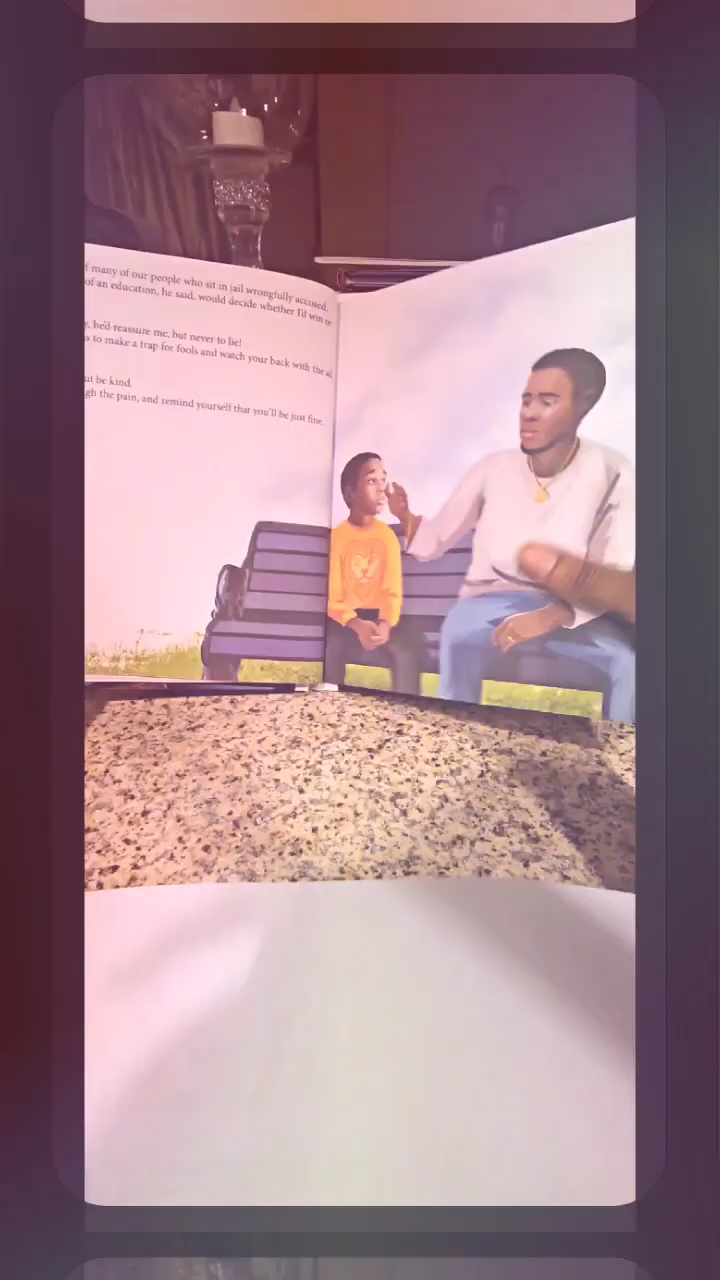 f many of our people who sit in jail wrongfully accused.
of an education, he said, would decide whether I'd win or
y, he'd reassure me, but never to lie!
s to make a trap for fools and watch your back with the all
ut be kind.
gh the pain, and remind yourself that you'll be just fine.